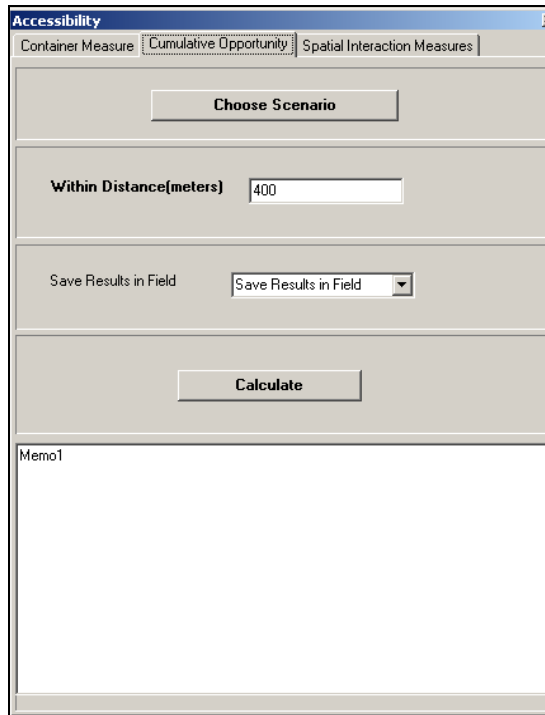 Accessibility
Container Measure Cumulative Opportunity Spatial Interaction Measures
Choose Scenario
Within Distance(meters) 400
Save Results in Field Save Results in Field
Calculate
Memo1